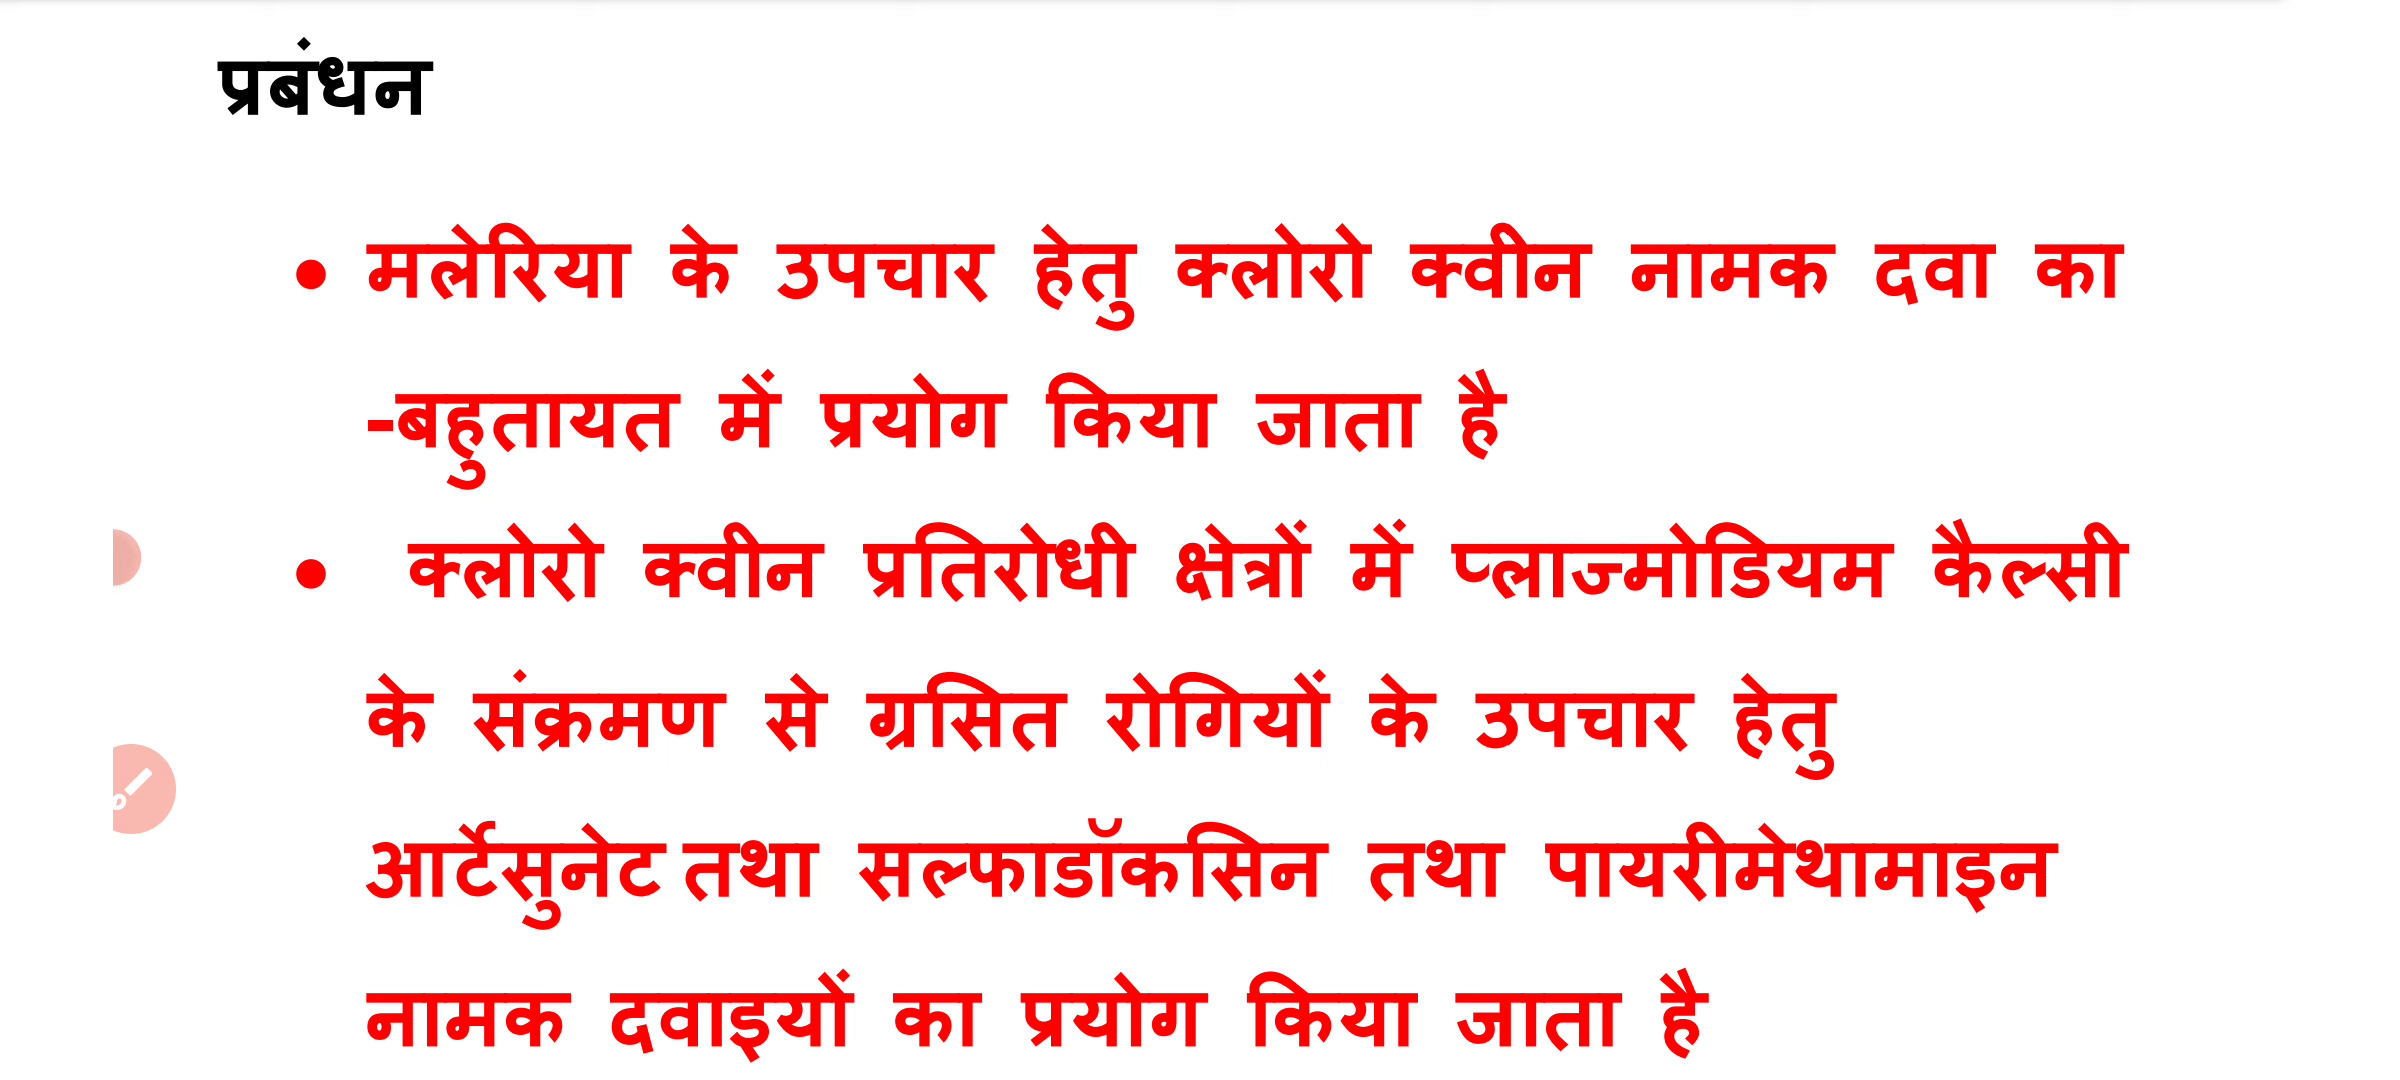 प्रबंधन
• मलेरिया के उपचार हेतु क्लोरो क्वीन नामक दवा का
-बहुतायत में प्रयोग किया जाता है
• क्लोरो क्वीन प्रतिरोधी क्षेत्रों में प्लाज्मोडियम कैल्सी
के संक्रमण से ग्रसित रोगियों के उपचार हेतु
आर्टेसुनेट तथा सल्फाडॉकसिन तथा पायरीमेथामाइन
नामक दवाइयों का प्रयोग किया जाता है